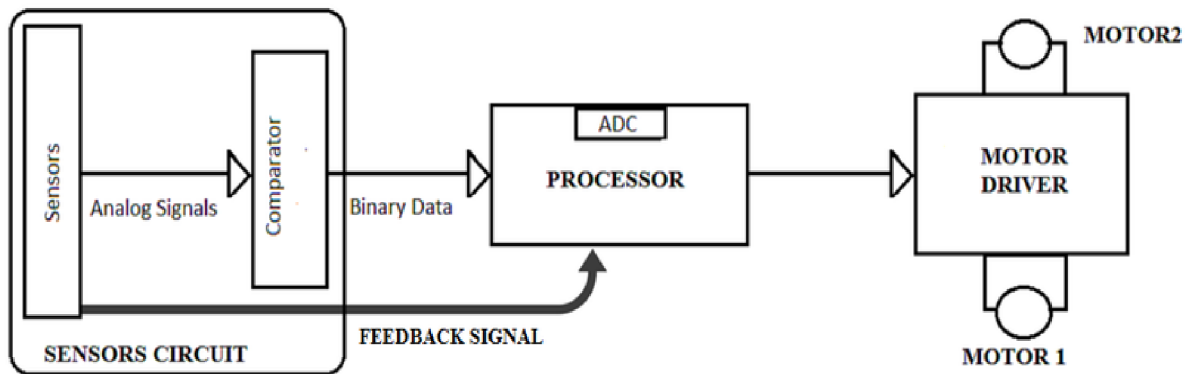 Sensors
Analog Signals
Comparator
Binary Data
ADC
PROCESSOR
MOTOR
DRIVER
MOTOR2
MOTOR 1
FEEDBACK SIGNAL
SENSORS CIRCUIT